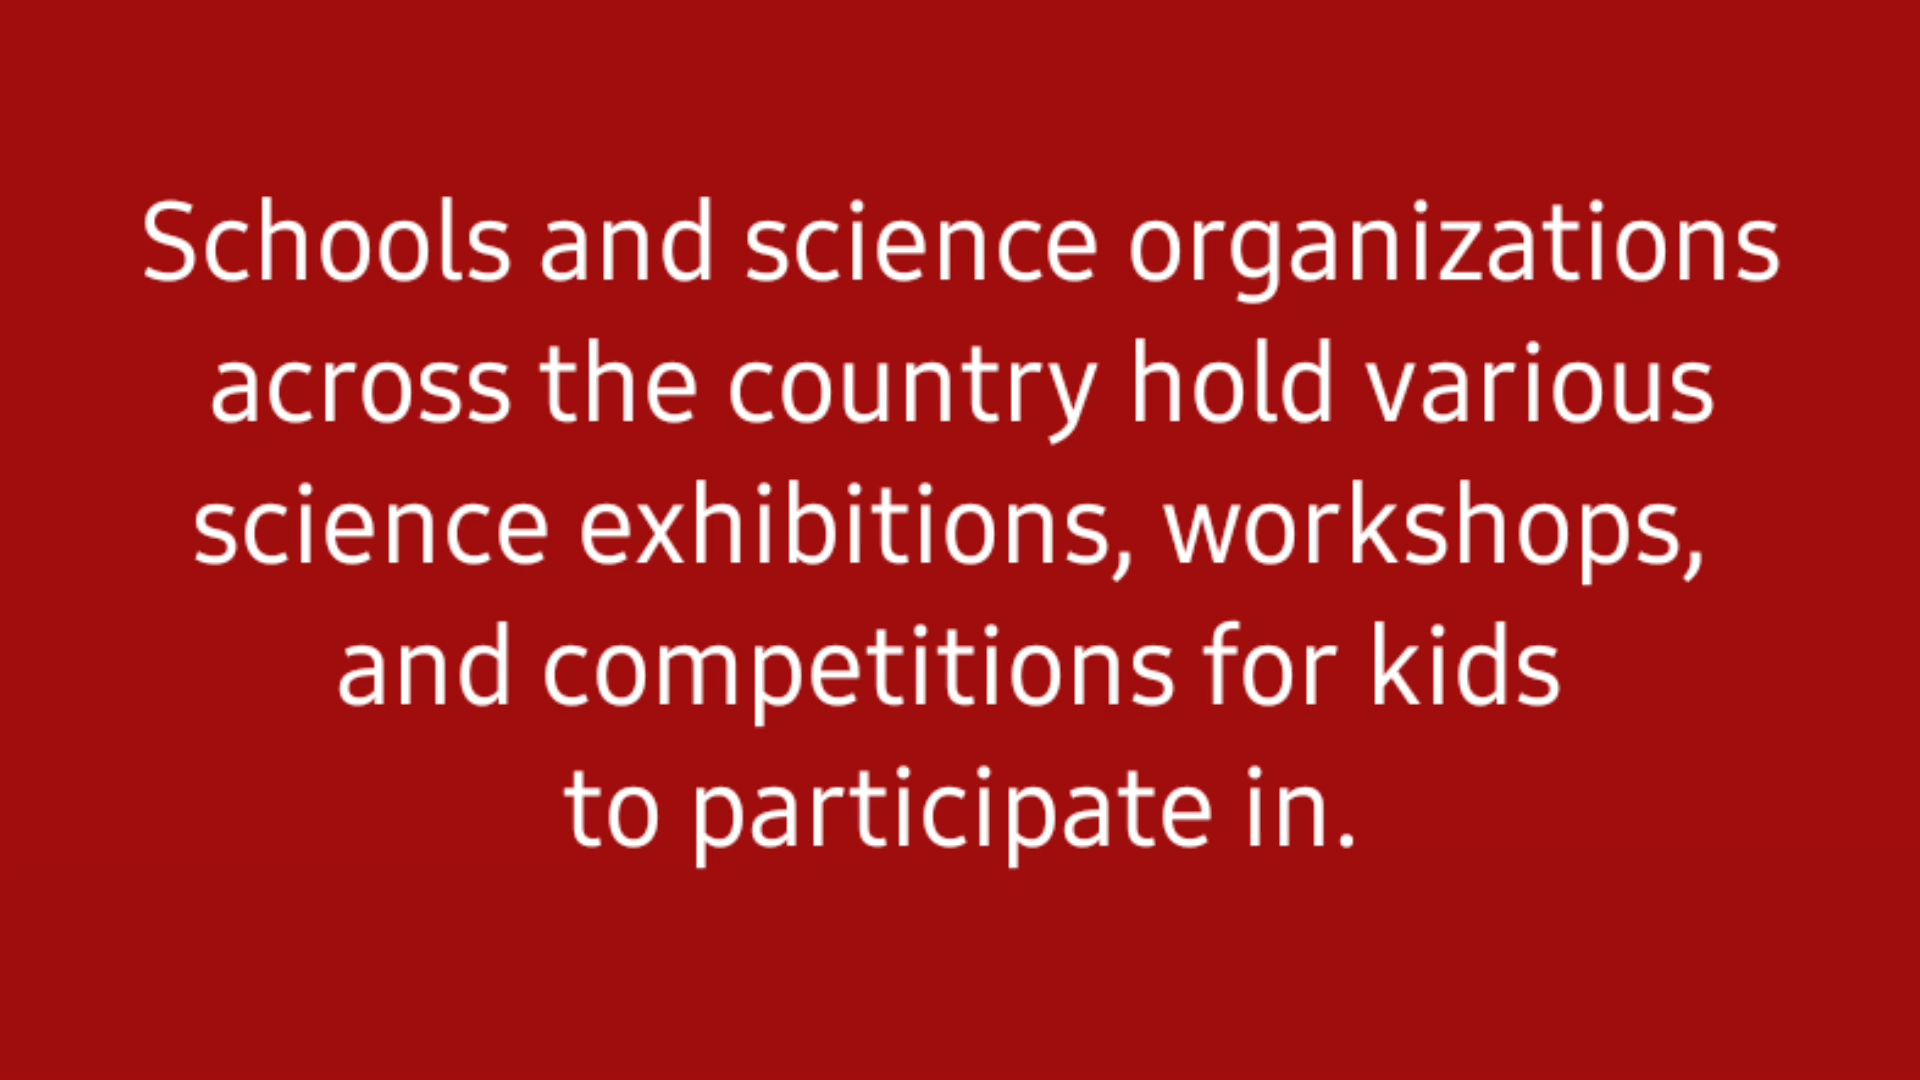 Schools and science organizations
across the country hold various
science exhibitions, workshops,
and competitions for kids
to participate in.